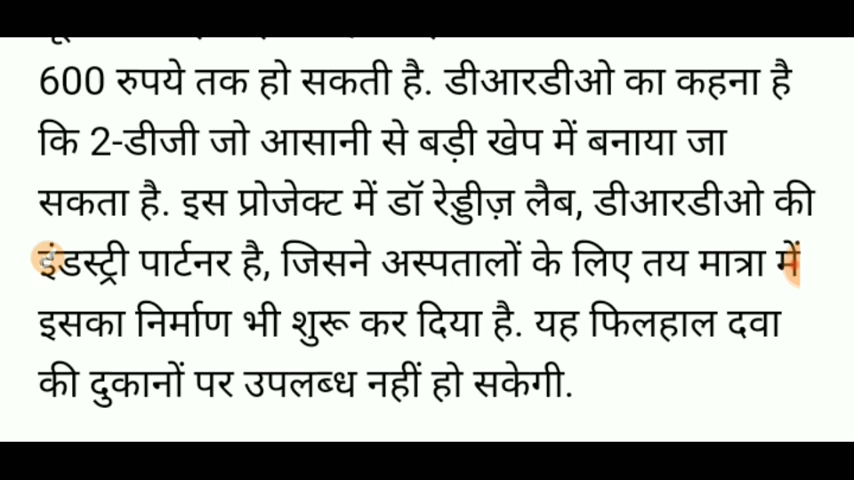 600 रुपये तक हो सकती है. डीआरडीओ का कहना है
कि 2-डीजी जो आसानी से बड़ी खेप में बनाया जा
सकता है. इस प्रोजेक्ट में डॉ रेड्डीज़ लैब, डीआरडीओ की
इंडस्ट्री पार्टनर है, जिसने अस्पतालों के लिए तय मात्रा में
इसका निर्माण भी शुरू कर दिया है. यह फिलहाल दवा
की दुकानों पर उपलब्ध नहीं हो सकेगी.